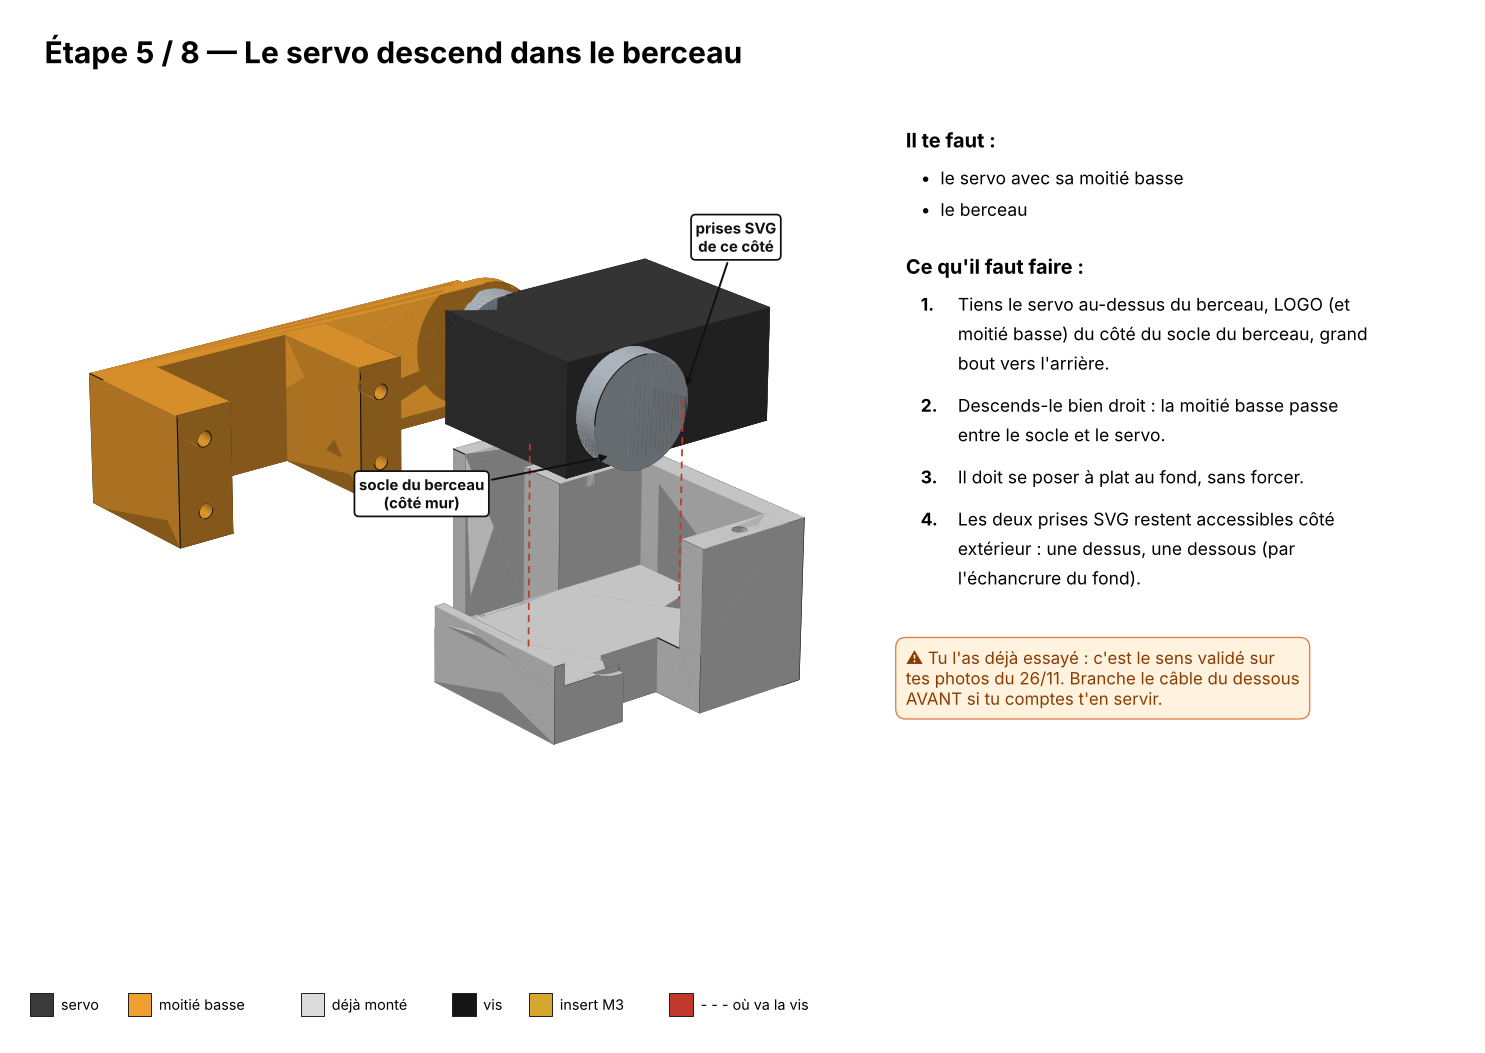 Étape 5 / 8 — Le servo descend dans le berceau
prises SVG
de ce côté
socle du berceau
(côté mur)
Il te faut :
• le servo avec sa moitié basse
• le berceau
Ce qu'il faut faire :
1. Tiens le servo au-dessus du berceau, LOGO (et
moitié basse) du côté du socle du berceau, grand
bout vers l'arrière.
2. Descends-le bien droit : la moitié basse passe
entre le socle et le servo.
3. Il doit se poser à plat au fond, sans forcer.
4. Les deux prises SVG restent accessibles côté
extérieur : une dessus, une dessous (par
l'échancrure du fond).
⚠ Tu l'as déjà essayé : c'est le sens validé sur
tes photos du 26/11. Branche le câble du dessous
AVANT si tu comptes t'en servir.
servo
moitié basse
déjà monté
vis
insert M3
- - - où va la vis